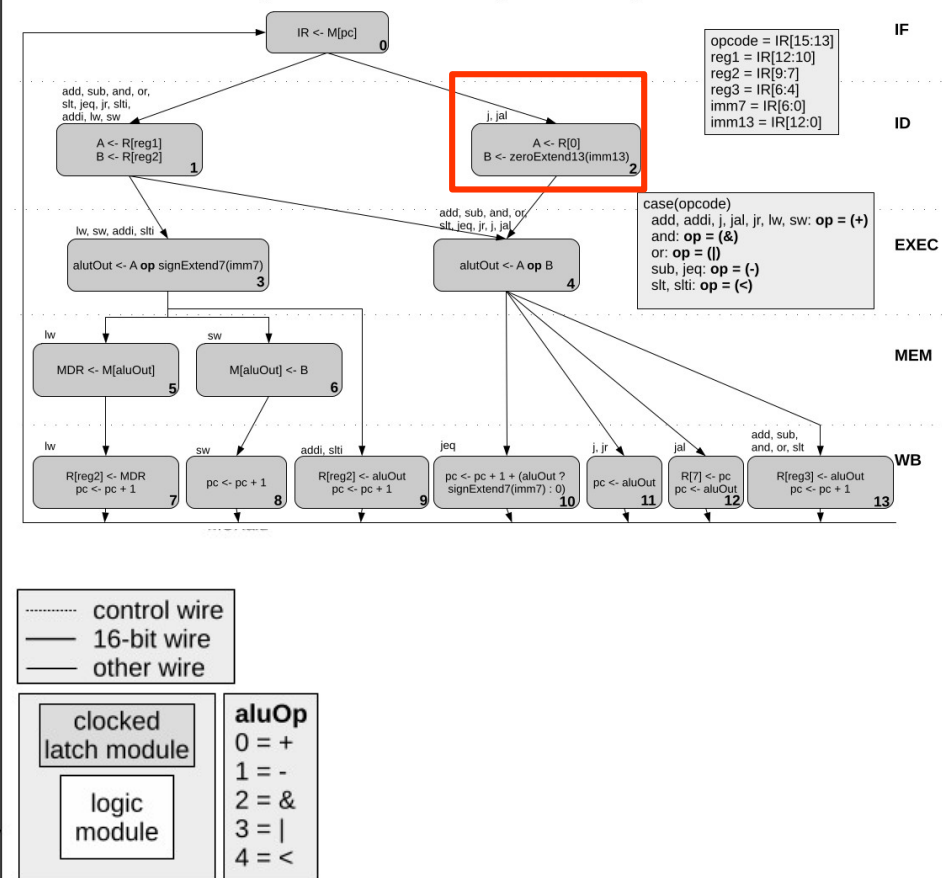 IR <- M[pc]
0
IF
opcode = IR[15:13]
reg1 = IR[12:10]
reg2 = IR[9:7]
reg3 = IR[6:4]
imm7 = IR[6:0]
imm13 = IR[12:0]
add, sub, and, or,
slt, jeq, jr, slti,
addi, lw, sw
j, jal
ID
A <- R[reg1]
B <- R[reg2]
1
A <- R[0]
B <- zeroExtend13(imm13)
2
case(opcode)
add, addi, j, jal, jr, lw, sw: op = (+)
and: op = (&)
or: op = (|)
sub, jeq: op = (-)
slt, slti: op = (<)
lw, sw, addi, slti
add, sub, and, or,
slt, jeq, jr, j, jal
EXEC
alutOut <- A op signExtend7(imm7)
3
alutOut <- A op B
4
lw
sw
MEM
MDR <- M[aluOut]
5
M[aluOut] <- B
6
lw
sw
addi, slti
jeq
j, jr
jal
add, sub,
and, or, slt
WB
R[reg2] <- MDR
pc <- pc + 1
7
pc <- pc + 1
8
R[reg2] <- aluOut
pc <- pc + 1
9
pc <- pc + 1 + (aluOut ?
signExtend7(imm7) : 0)
10
pc <- aluOut
11
R[7] <- pc
pc <- aluOut
12
R[reg3] <- aluOut
pc <- pc + 1
13
control wire
16-bit wire
other wire
clocked
latch module
logic
module
aluOp
0 = +
1 = -
2 = &
3 = |
4 = <